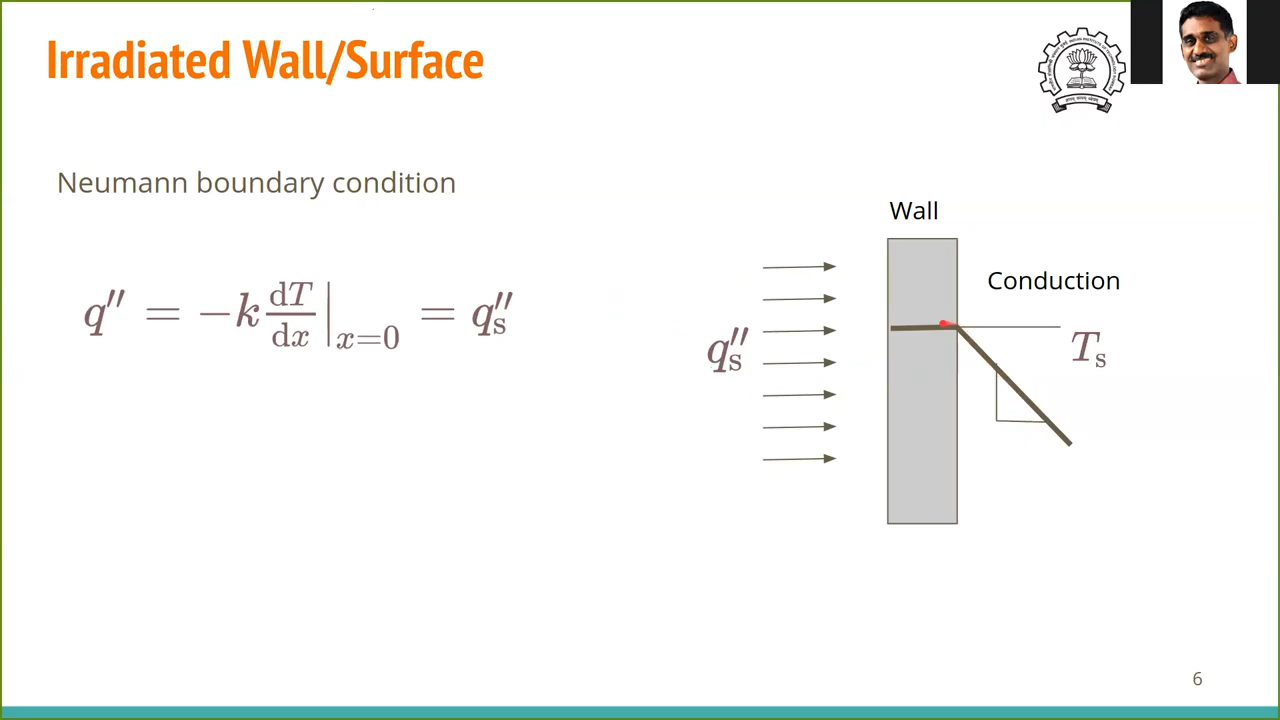 Irradiated Wall/Surface
Neumann boundary condition
q″ = −k dT/dx |x=0 = q″s
Wall
Conduction
q″s
Ts
6